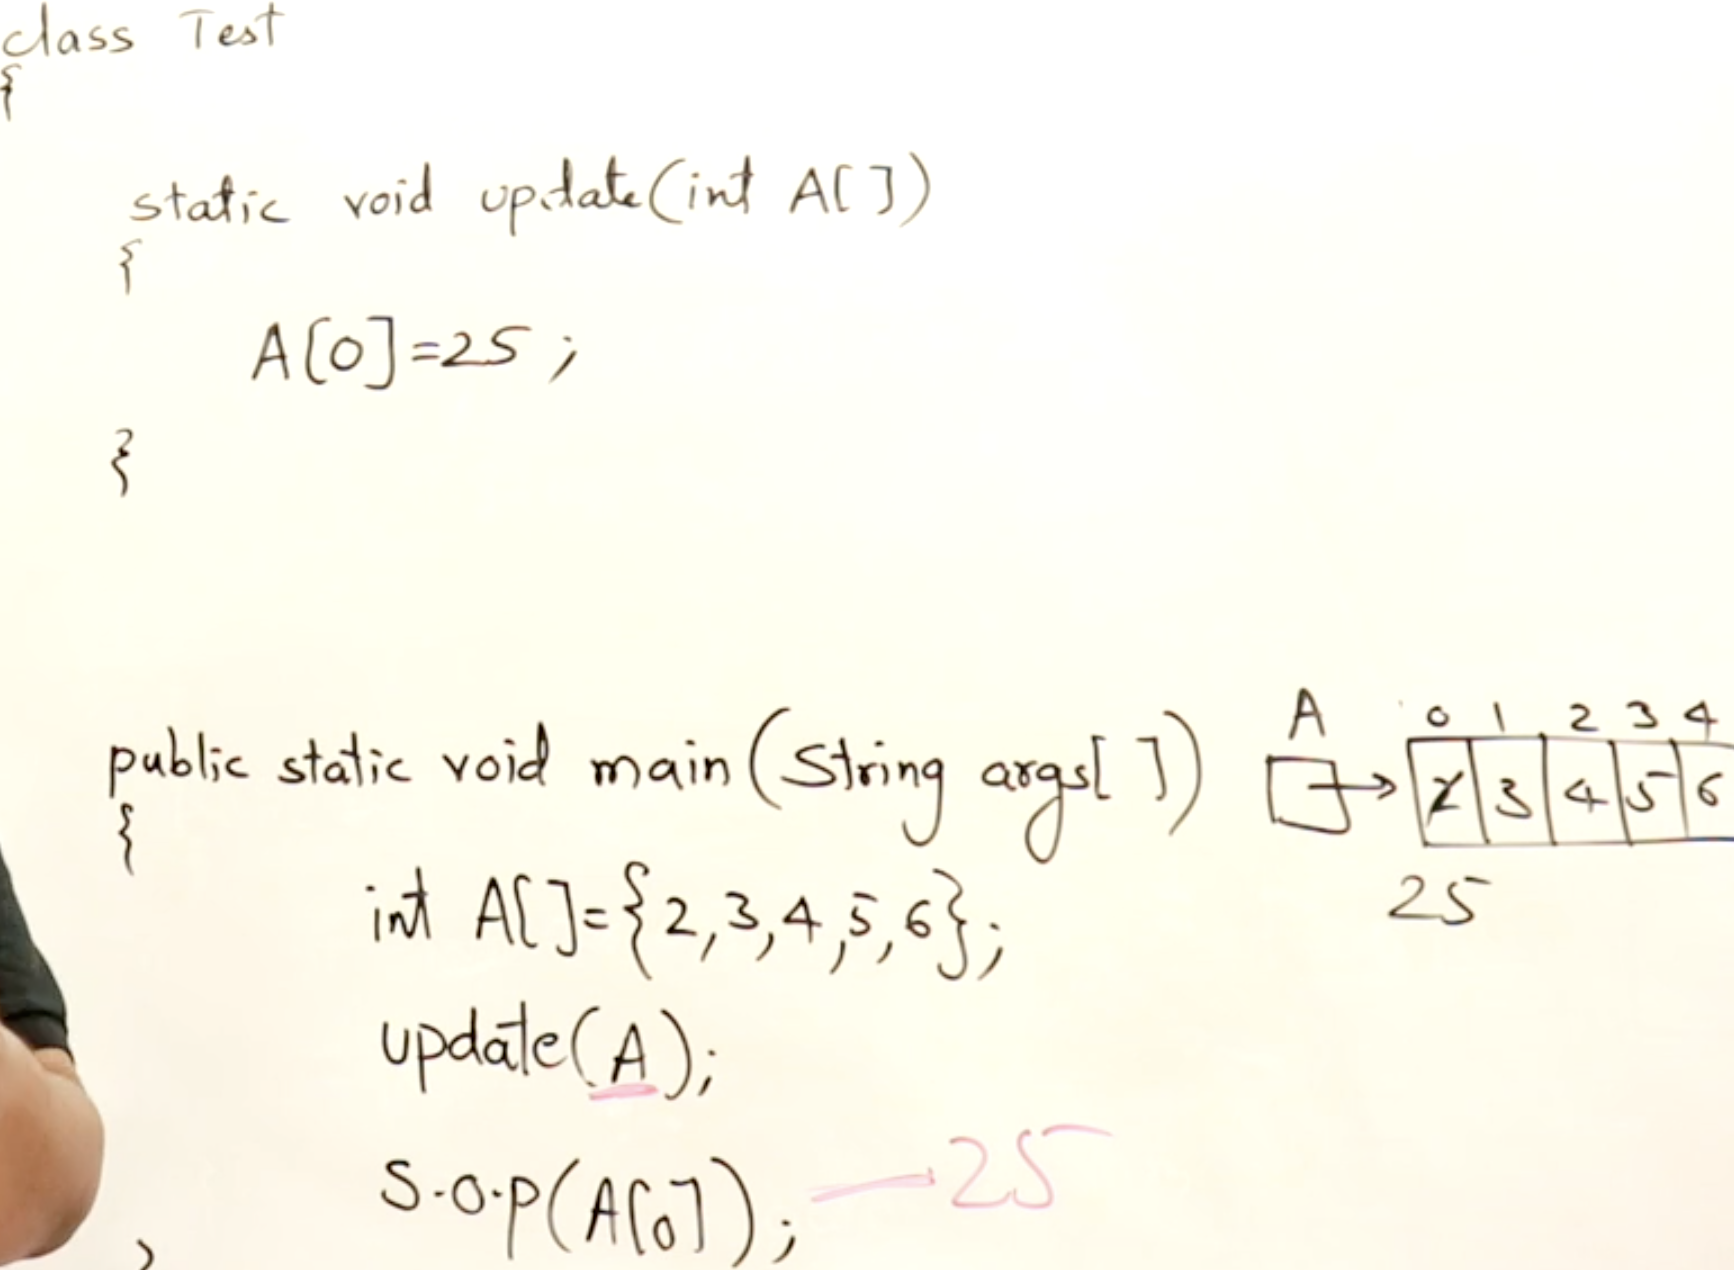 class Test
{
static void update(int A[])
{
A[0]=25;
}
public static void main(String args[])
{
int A[]={2,3,4,5,6};
update(A);
S.O.P(A[0]); —25
}
A 0 1 2 3 4
2 3 4 5 6
25